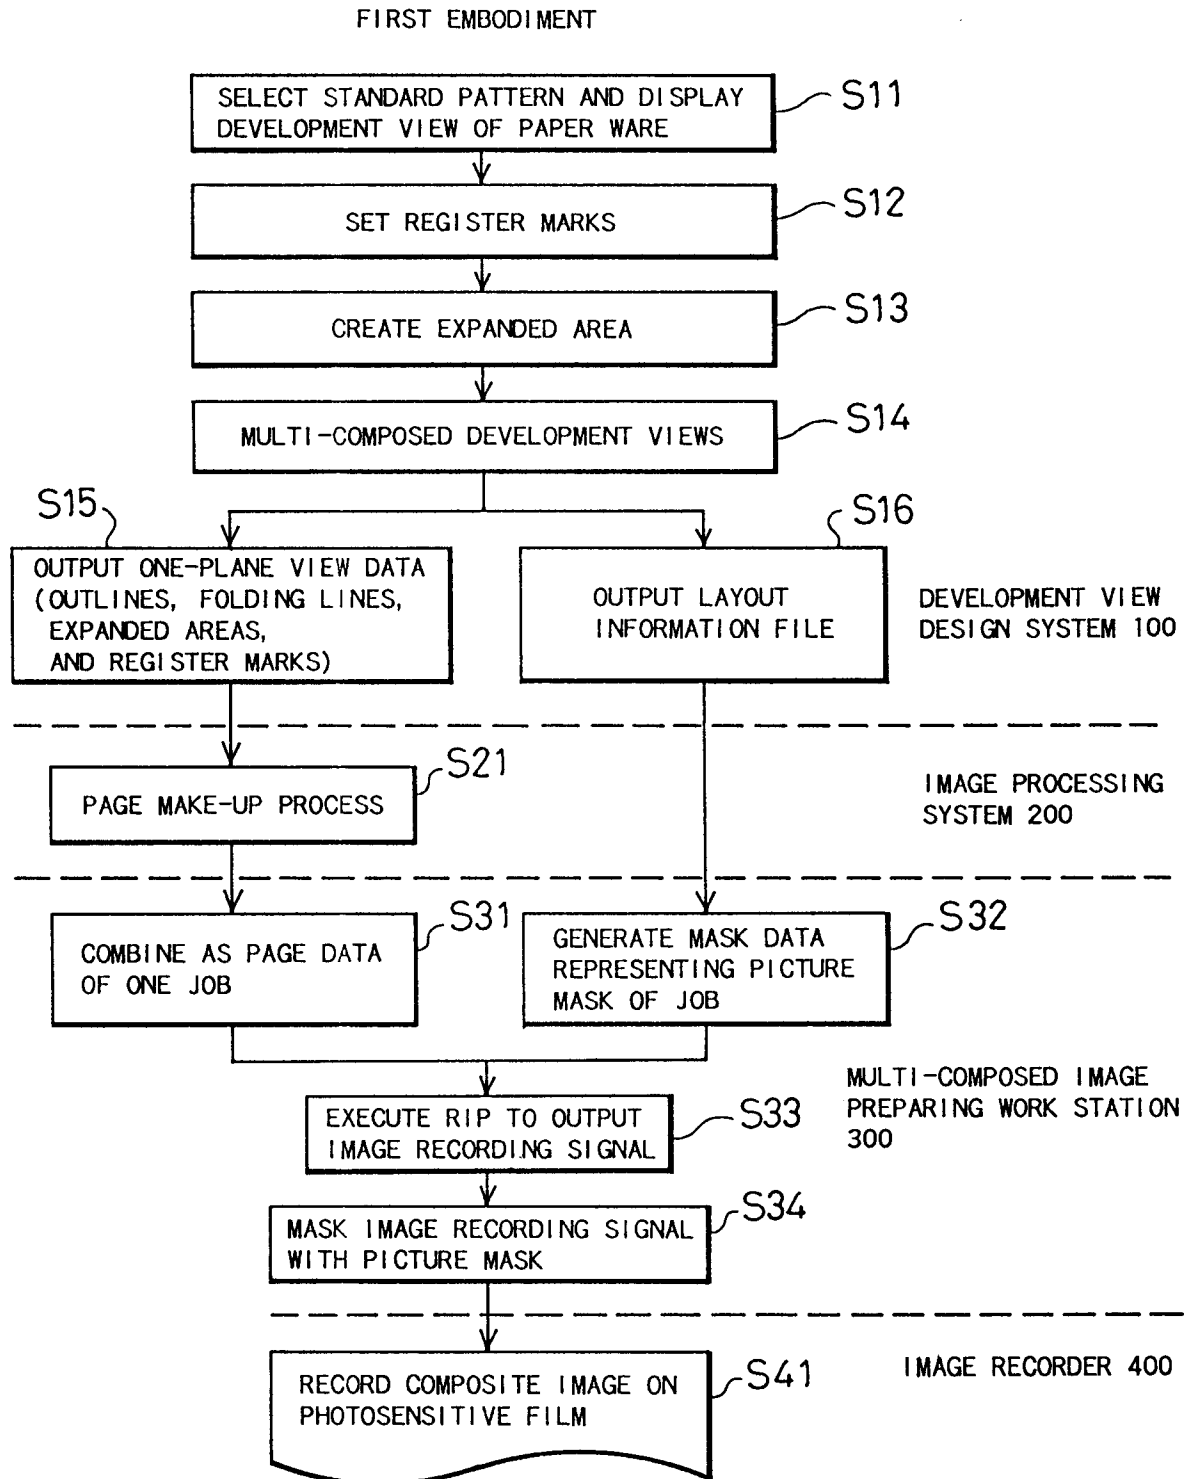 FIRST EMBODIMENT
SELECT STANDARD PATTERN AND DISPLAY
DEVELOPMENT VIEW OF PAPER WARE
S11
SET REGISTER MARKS
S12
CREATE EXPANDED AREA
S13
MULTI-COMPOSED DEVELOPMENT VIEWS
S14
S15
OUTPUT ONE-PLANE VIEW DATA
(OUTLINES, FOLDING LINES,
EXPANDED AREAS,
AND REGISTER MARKS)
S16
OUTPUT LAYOUT
INFORMATION FILE
DEVELOPMENT VIEW
DESIGN SYSTEM 100
S21
PAGE MAKE-UP PROCESS
IMAGE PROCESSING
SYSTEM 200
S31
COMBINE AS PAGE DATA
OF ONE JOB
S32
GENERATE MASK DATA
REPRESENTING PICTURE
MASK OF JOB
MULTI-COMPOSED IMAGE
PREPARING WORK STATION
300
EXECUTE RIP TO OUTPUT
IMAGE RECORDING SIGNAL
S33
MASK IMAGE RECORDING SIGNAL
WITH PICTURE MASK
S34
RECORD COMPOSITE IMAGE ON
PHOTOSENSITIVE FILM
S41
IMAGE RECORDER 400